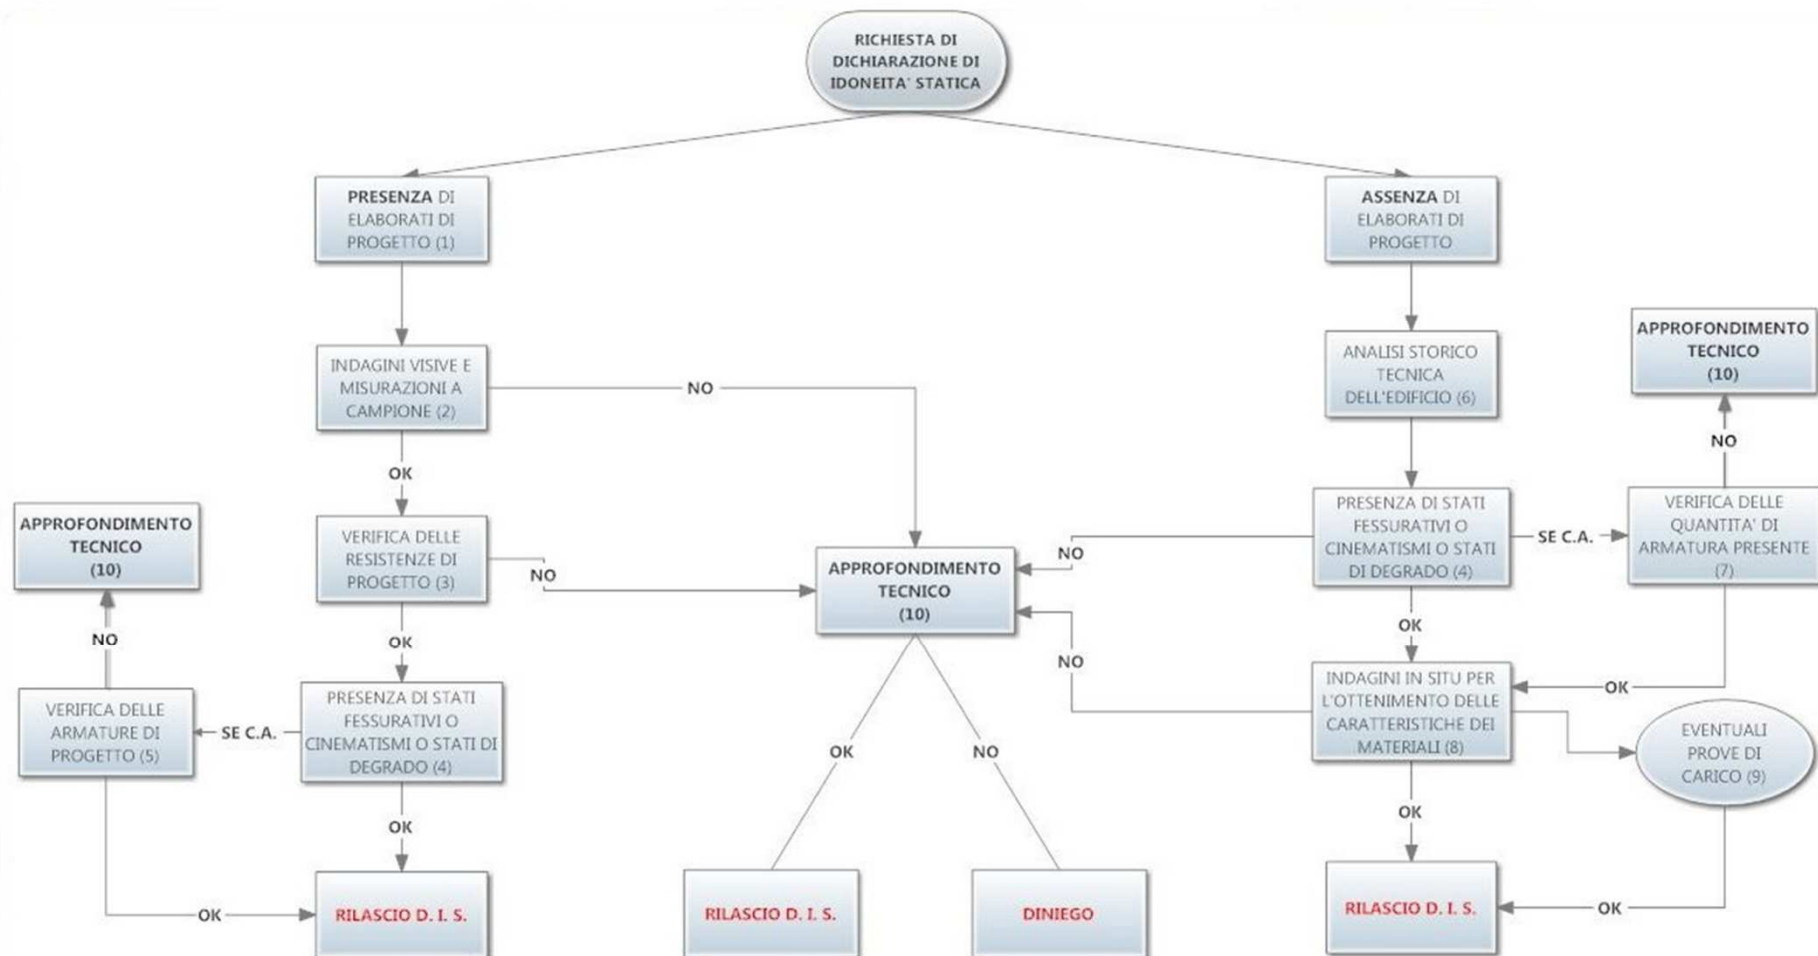 RICHIESTA DI
DICHIARAZIONE DI
IDONEITA' STATICA
PRESENZA DI
ELABORATI DI
PROGETTO (1)
ASSENZA DI
ELABORATI DI
PROGETTO
INDAGINI VISIVE E
MISURAZIONI A
CAMPIONE (2)
NO
OK
ANALISI STORICO
TECNICA
DELL'EDIFICIO (6)
APPROFONDIMENTO
TECNICO
(10)
NO
APPROFONDIMENTO
TECNICO
(10)
NO
VERIFICA DELLE
RESISTENZE DI
PROGETTO (3)
NO
OK
APPROFONDIMENTO
TECNICO
(10)
NO
NO
PRESENZA DI STATI
FESSURATIVI O
CINEMATISMI O STATI
DI DEGRADO (4)
SE C.A.
OK
VERIFICA DELLE
QUANTITA' DI
ARMATURA PRESENTE
(7)
OK
VERIFICA DELLE
ARMATURE DI
PROGETTO (5)
SE C.A.
PRESENZA DI STATI
FESSURATIVI O
CINEMATISMI O STATI DI
DEGRADO (4)
OK
OK
NO
INDAGINI IN SITU PER
L'OTTENIMENTO DELLE
CARATTERISTICHE DEI
MATERIALI (8)
OK
EVENTUALI
PROVE DI
CARICO (9)
OK
OK
RILASCIO D. I. S.
RILASCIO D. I. S.
DINIEGO
RILASCIO D. I. S.